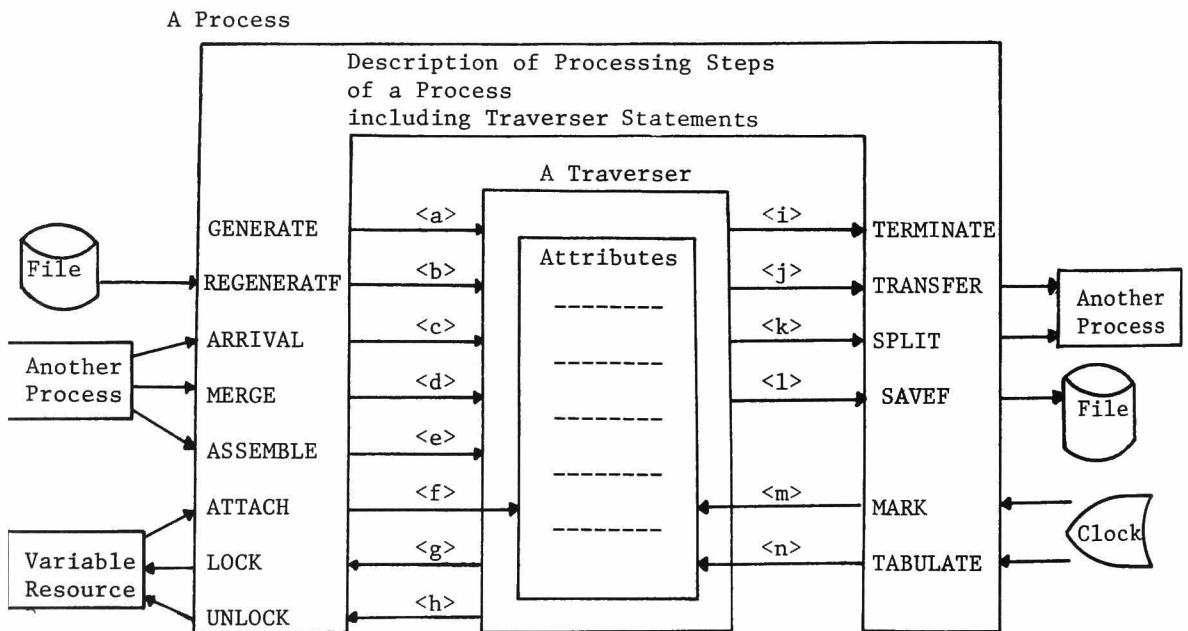 A Process
Description of Processing Steps
of a Process
including Traverser Statements
A Traverser
<a>
<i>
GENERATE
TERMINATE
File
Attributes
<b>
<j>
REGENERATF
TRANSFER
Another
Process
<c>
<k>
ARRIVAL
SPLIT
Another
Process
<d>
<l>
MERGE
SAVEF
File
<e>
ASSEMBLE
<f>
<m>
ATTACH
MARK
Clock
Variable
Resource
<g>
<n>
LOCK
TABULATE
<h>
UNLOCK